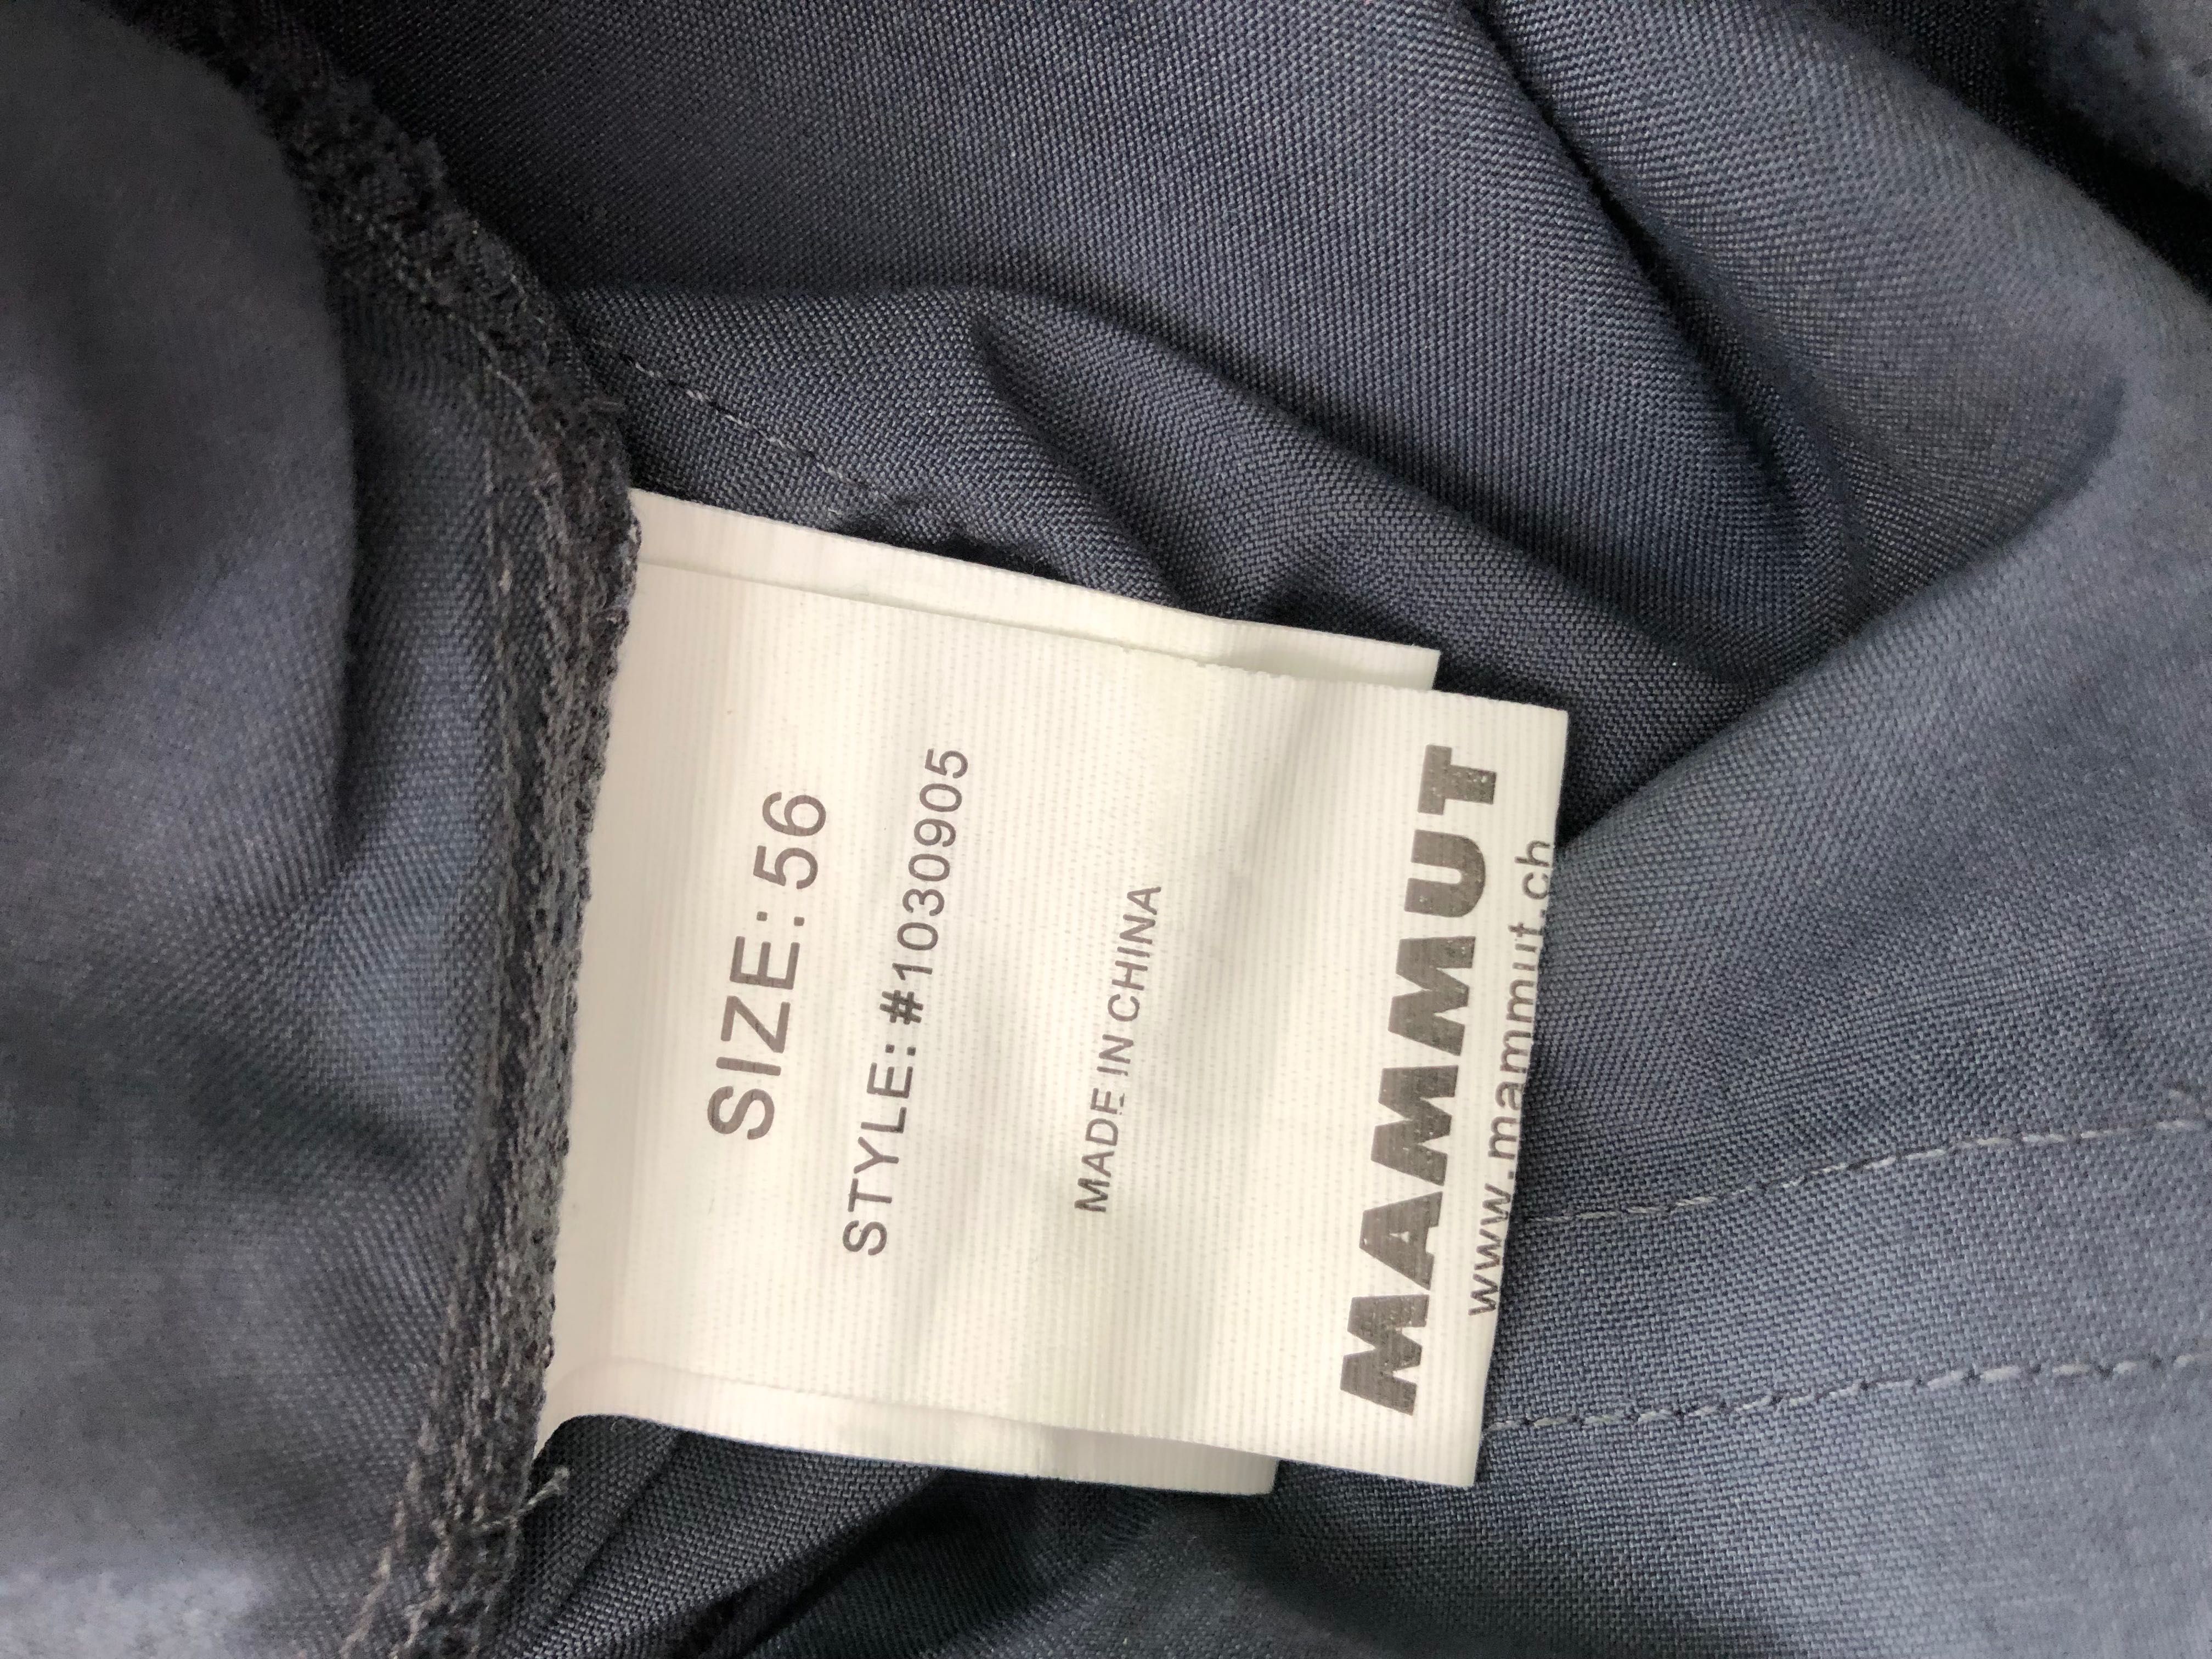 SIZE:56
STYLE:#1030905
MADE IN CHINA
MAMMUT
www.mammut.ch